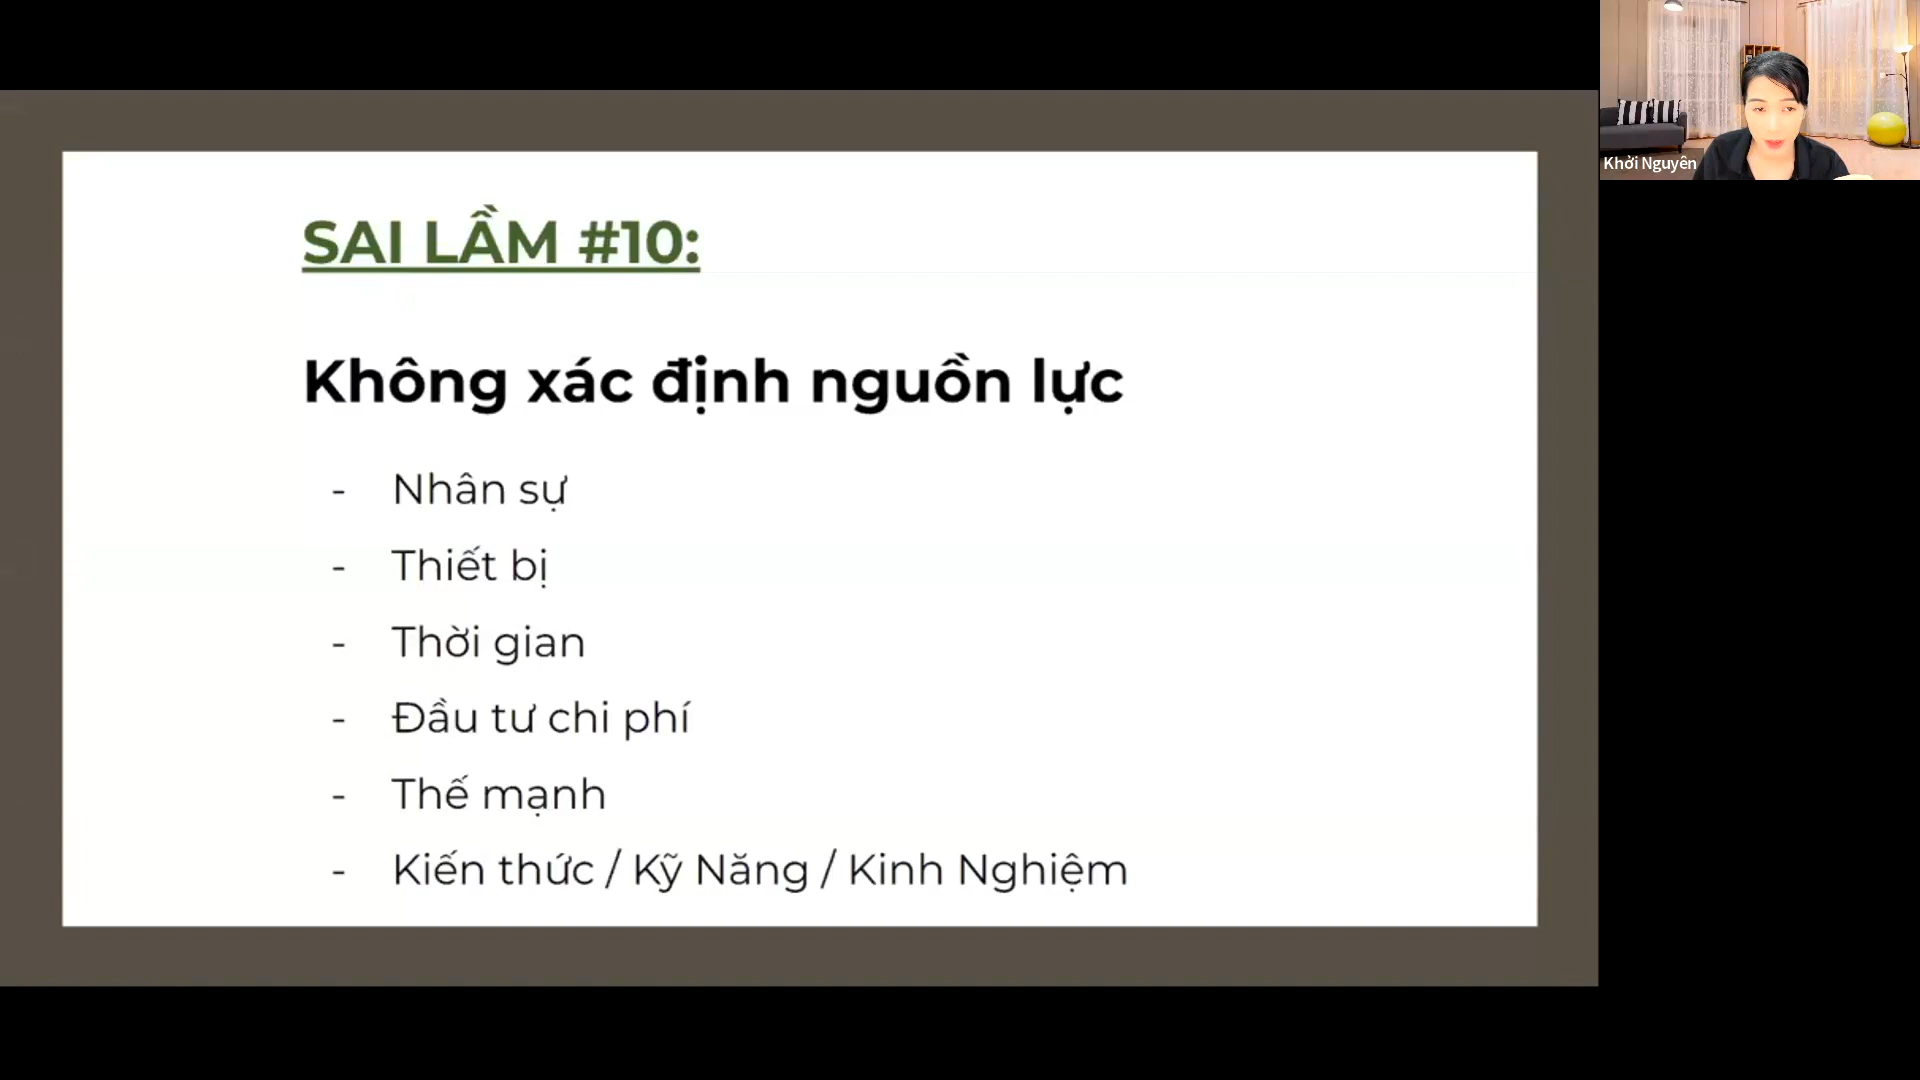 SAI LẦM #10:
Không xác định nguồn lực
- Nhân sự
- Thiết bị
- Thời gian
- Đầu tư chi phí
- Thế mạnh
- Kiến thức / Kỹ Năng / Kinh Nghiệm
Khởi Nguyên